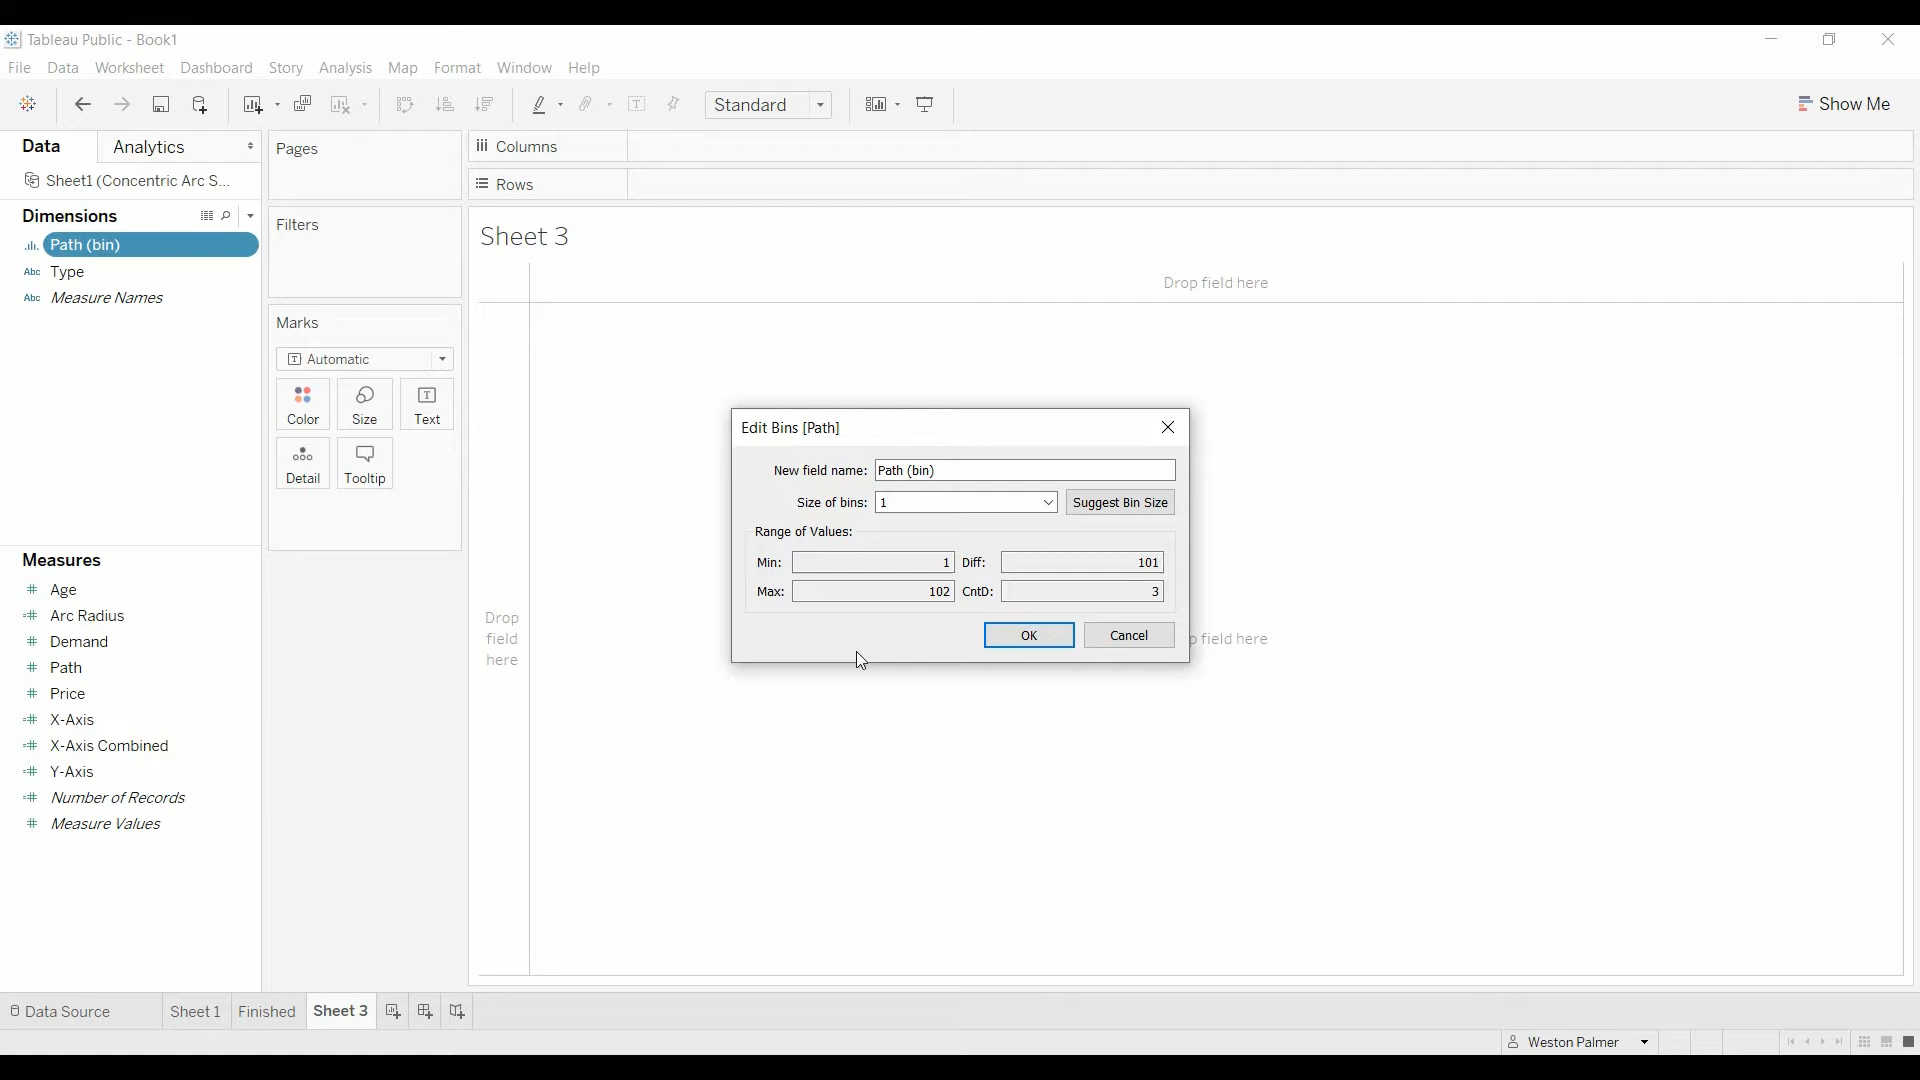 Tableau Public - Book1
File Data Worksheet Dashboard Story Analysis Map Format Window Help
Standard
Show Me
Data Analytics
Sheet1 (Concentric Arc S...
Dimensions
Path (bin)
Abc Type
Abc Measure Names
Measures
Age
Arc Radius
Demand
Path
Price
X-Axis
X-Axis Combined
Y-Axis
Number of Records
Measure Values
Pages
Filters
Marks
Automatic
Color Size Text
Detail Tooltip
Columns
Rows
Sheet 3
Drop field here
Drop
field
here
p field here
Edit Bins [Path]
New field name: Path (bin)
Size of bins: 1 Suggest Bin Size
Range of Values:
Min: 1 Diff: 101
Max: 102 CntD: 3
OK Cancel
Data Source Sheet 1 Finished Sheet 3
Weston Palmer